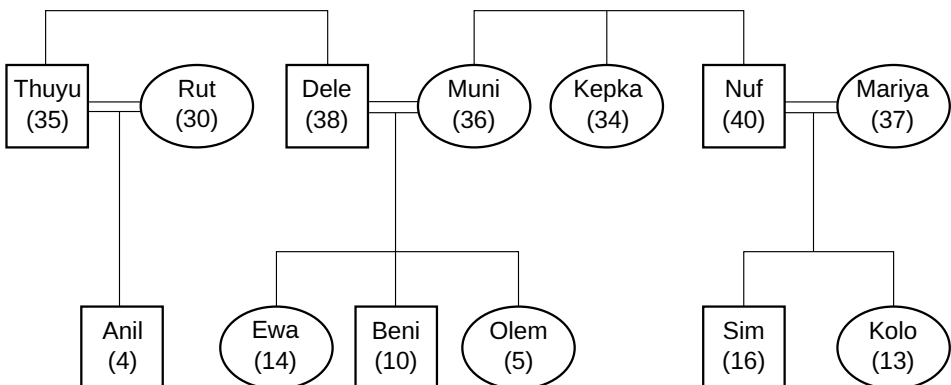 Thuyu
(35)
Rut
(30)
Dele
(38)
Muni
(36)
Kepka
(34)
Nuf
(40)
Mariya
(37)
Anil
(4)
Ewa
(14)
Beni
(10)
Olem
(5)
Sim
(16)
Kolo
(13)